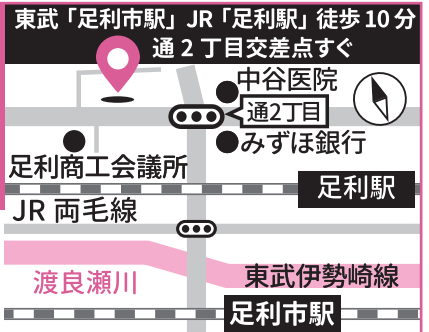 東武「足利市駅」JR「足利駅」徒歩10分
通2丁目交差点すぐ
中谷医院
通2丁目
みずほ銀行
足利商工会議所
足利駅
JR 両毛線
渡良瀬川
東武伊勢崎線
足利市駅